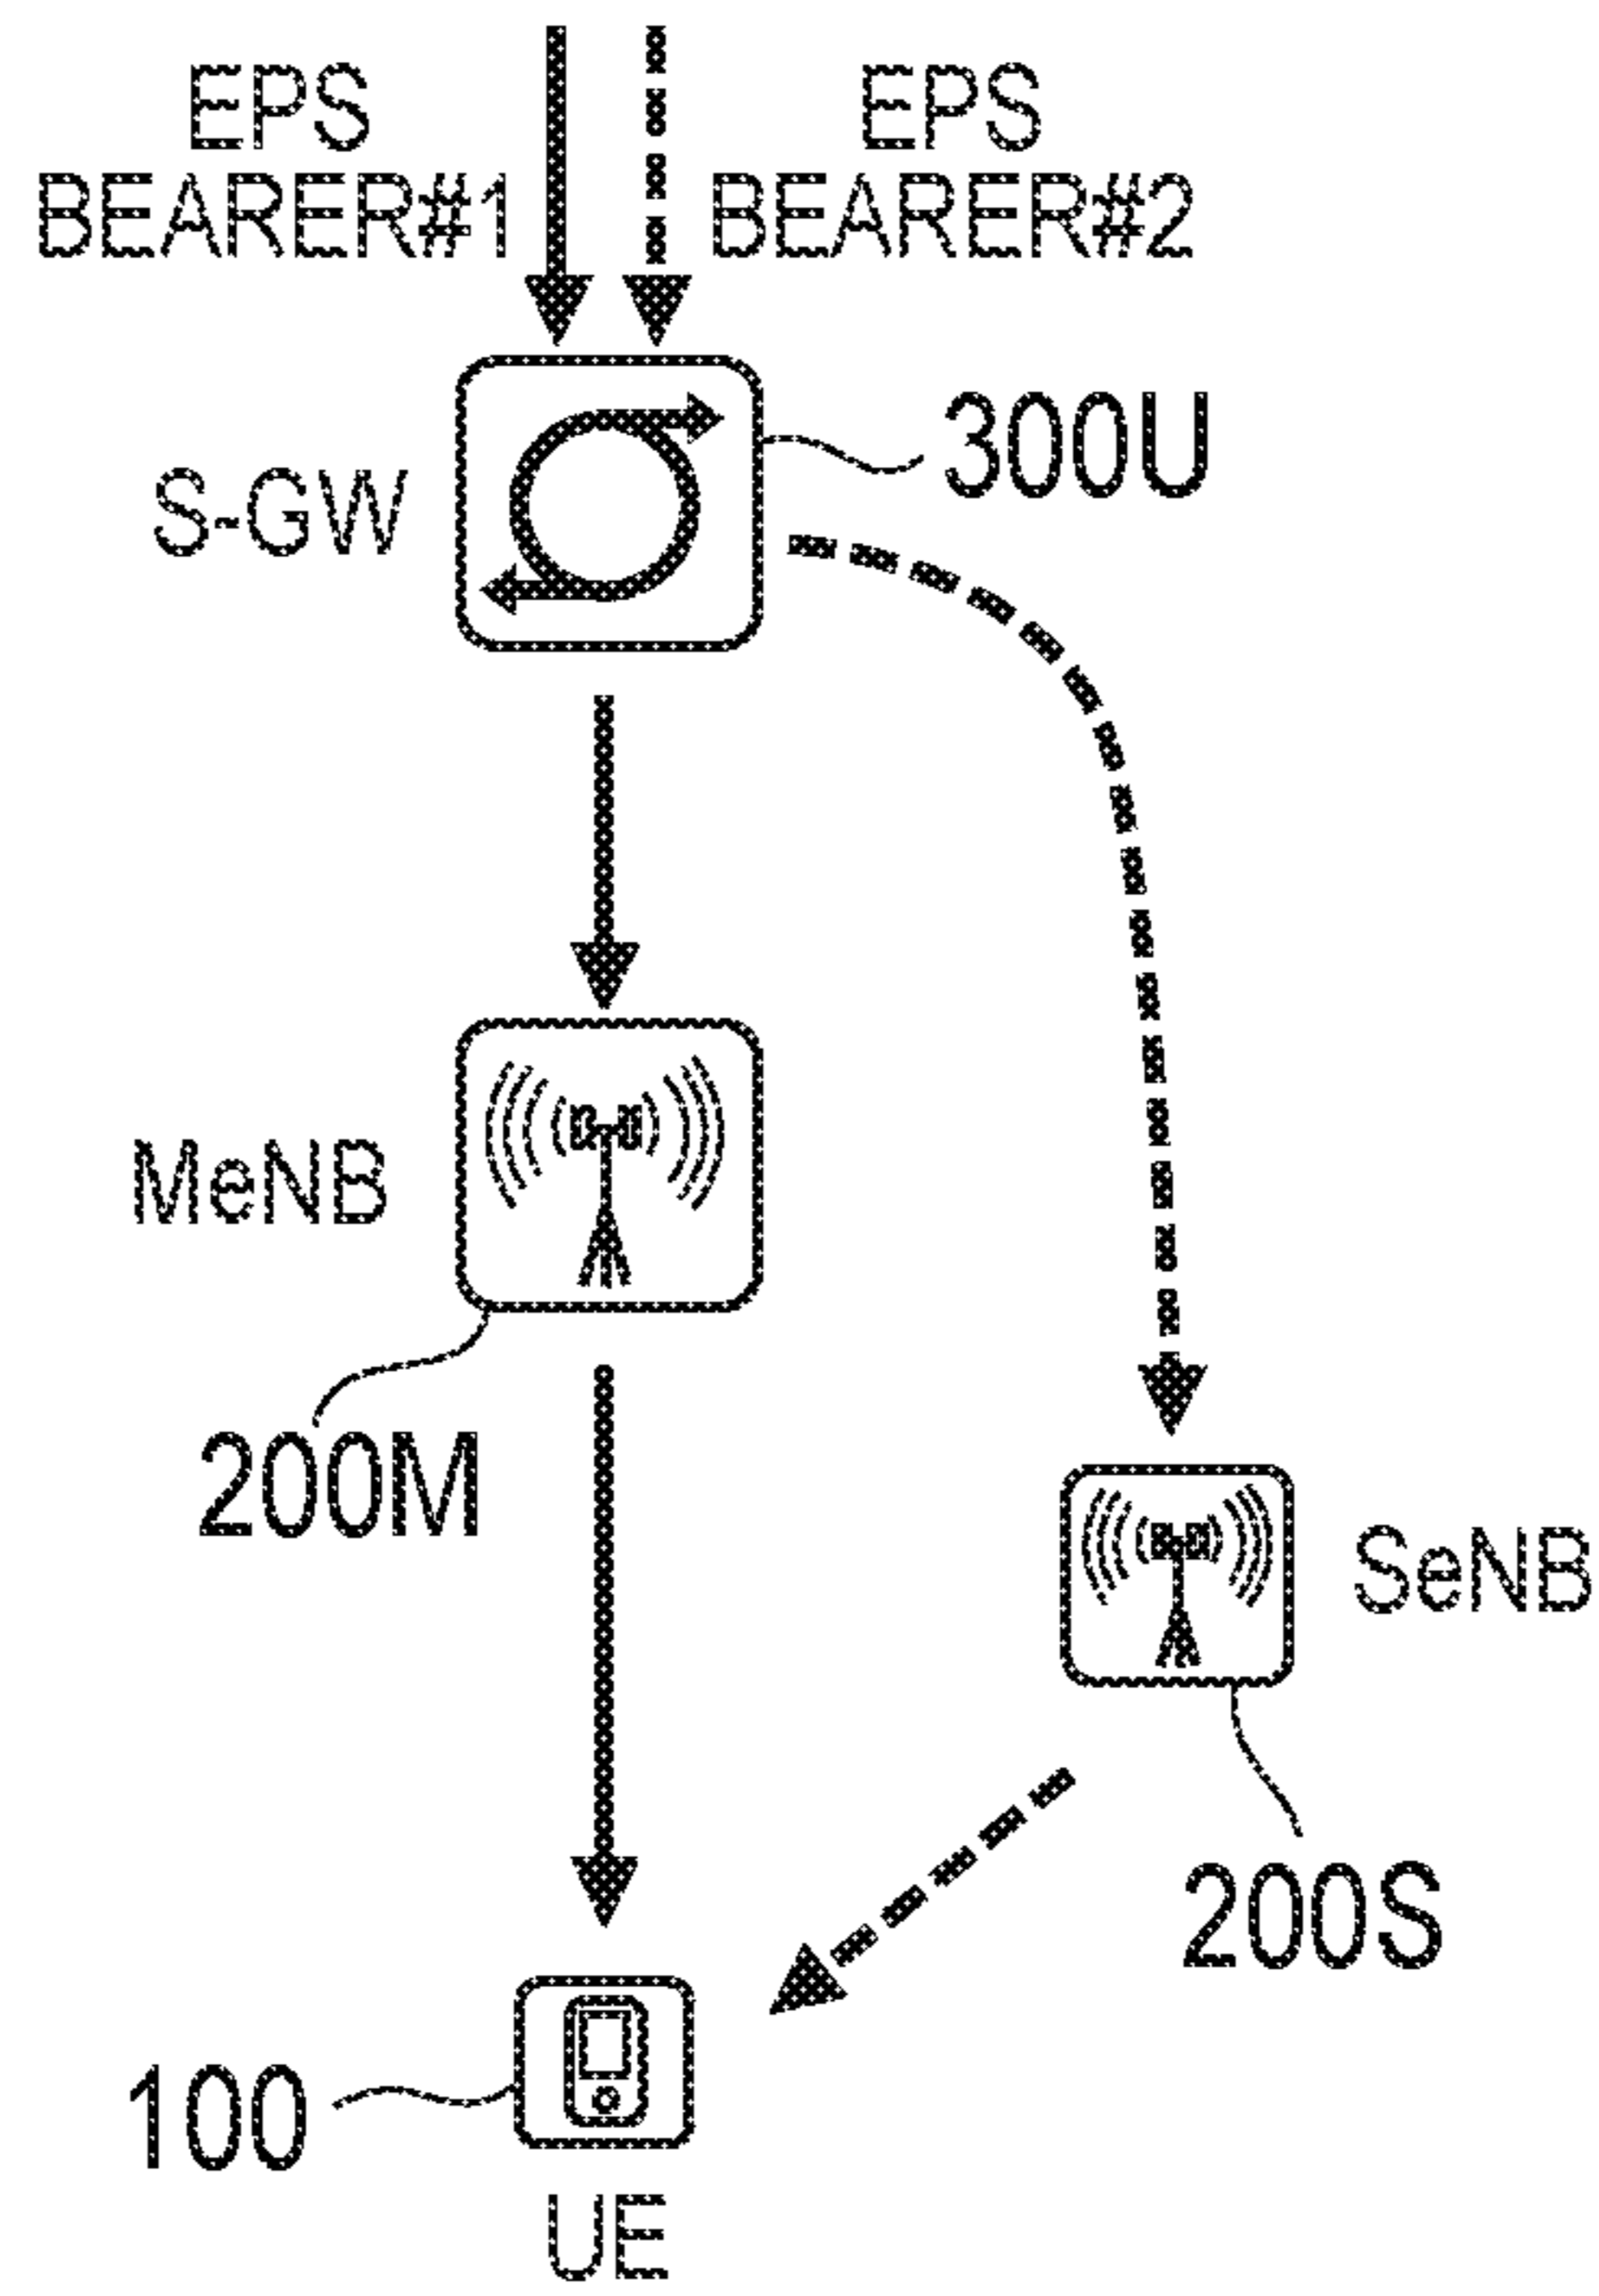 EPS
BEARER#1
EPS
BEARER#2
300U
S-GW
MeNB
200M
SeNB
200S
100
UE